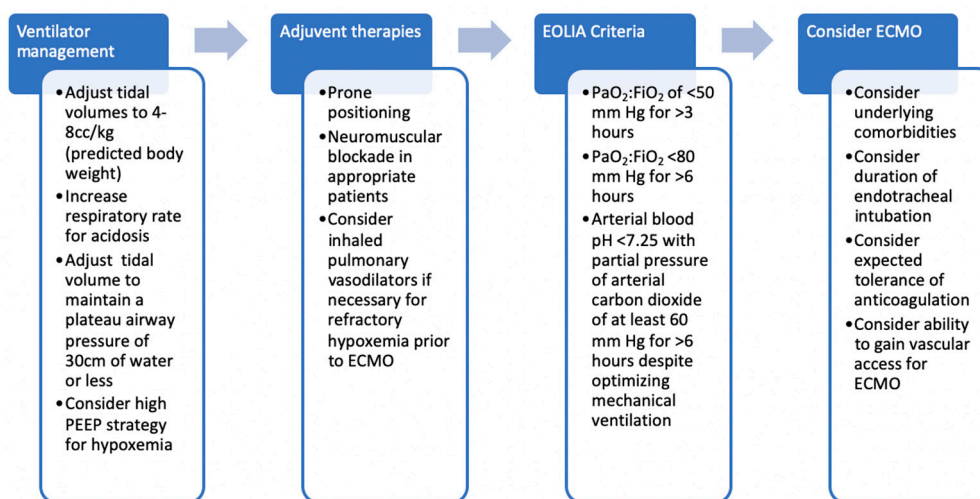 Ventilator
management
•Adjust tidal
volumes to 4-
8cc/kg
(predicted body
weight)
•Increase
respiratory rate
for acidosis
•Adjust tidal
volume to
maintain a
plateau airway
pressure of
30cm of water
or less
•Consider high
PEEP strategy
for hypoxemia
Adjuvent therapies
•Prone
positioning
•Neuromuscular
blockade in
appropriate
patients
•Consider
inhaled
pulmonary
vasodilators if
necessary for
refractory
hypoxemia prior
to ECMO
EOLIA Criteria
•PaO₂:FiO₂ of <50
mm Hg for >3
hours
•PaO₂:FiO₂ <80
mm Hg for >6
hours
•Arterial blood
pH <7.25 with
partial pressure
of arterial
carbon dioxide
of at least 60
mm Hg for >6
hours despite
optimizing
mechanical
ventilation
Consider ECMO
•Consider
underlying
comorbidities
•Consider
duration of
endotracheal
intubation
•Consider
expected
tolerance of
anticoagulation
•Consider ability
to gain vascular
access for
ECMO